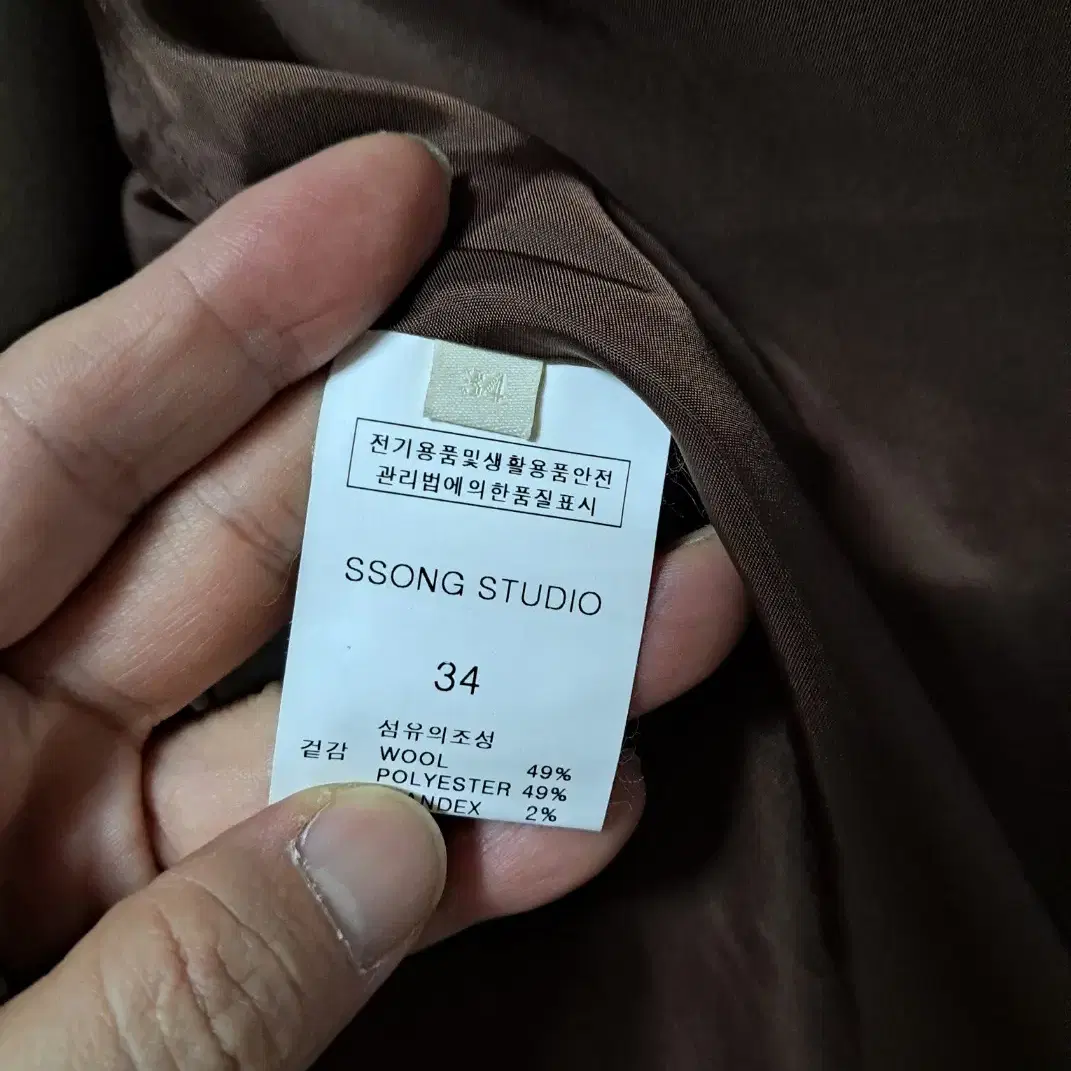 34
전기용품및생활용품안전
관리법에의한품질표시
SSONG STUDIO
34
섬유의조성
겉감 WOOL 49%
POLYESTER 49%
2%